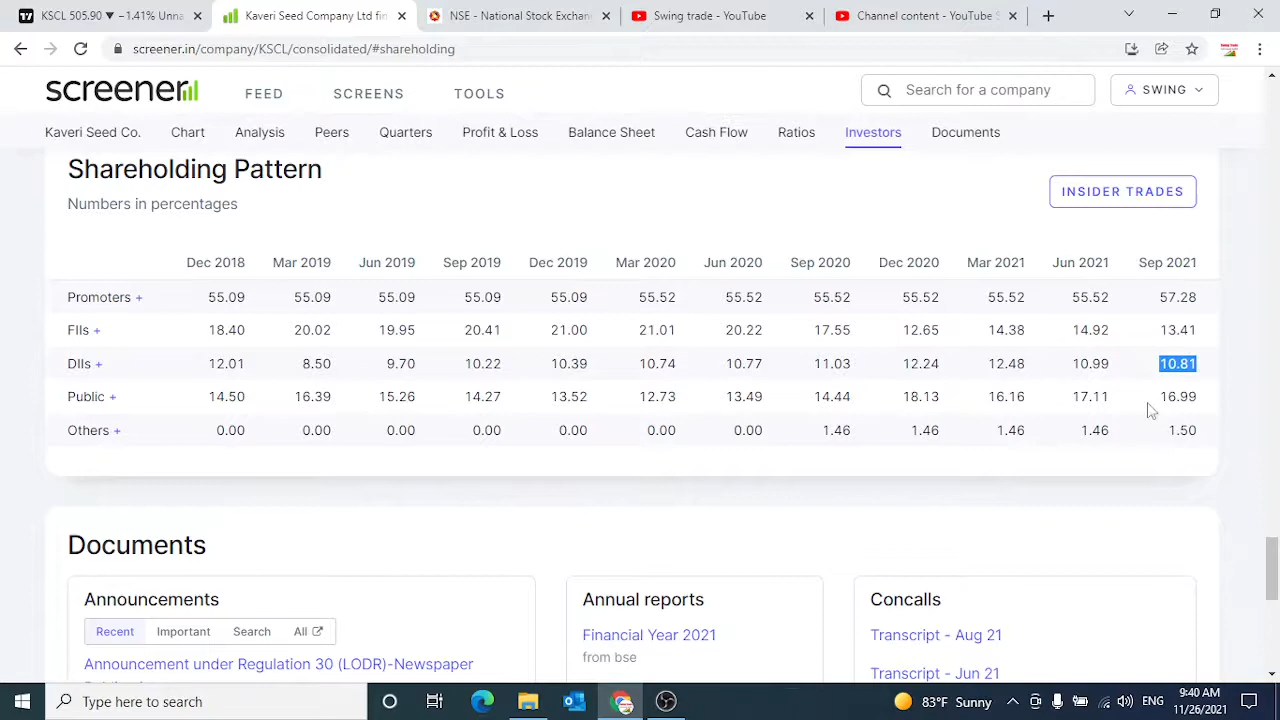 KSCL 505.90 ▼ −1.43% Un
Kaveri Seed Company Ltd fin
NSE - National Stock Exchan
Swing trade - YouTube
Channel content - YouTube S
screener.in/company/KSCL/consolidated/#shareholding
screener
FEED SCREENS TOOLS
Search for a company
SWING
Kaveri Seed Co. Chart Analysis Peers Quarters Profit & Loss Balance Sheet Cash Flow Ratios Investors Documents
Shareholding Pattern
INSIDER TRADES
Numbers in percentages
Dec 2018 Mar 2019 Jun 2019 Sep 2019 Dec 2019 Mar 2020 Jun 2020 Sep 2020 Dec 2020 Mar 2021 Jun 2021 Sep 2021
Promoters + 55.09 55.09 55.09 55.09 55.09 55.52 55.52 55.52 55.52 55.52 55.52 57.28
FIIs + 18.40 20.02 19.95 20.41 21.00 21.01 20.22 17.55 12.65 14.38 14.92 13.41
DIIs + 12.01 8.50 9.70 10.22 10.39 10.74 10.77 11.03 12.24 12.48 10.99 10.81
Public + 14.50 16.39 15.26 14.27 13.52 12.73 13.49 14.44 18.13 16.16 17.11 16.99
Others + 0.00 0.00 0.00 0.00 0.00 0.00 0.00 1.46 1.46 1.46 1.46 1.50
Documents
Announcements
Recent Important Search All
Announcement under Regulation 30 (LODR)-Newspaper
Annual reports
Financial Year 2021
from bse
Concalls
Transcript - Aug 21
Transcript - Jun 21
Type here to search
83°F Sunny
9:40 AM
11/26/2021